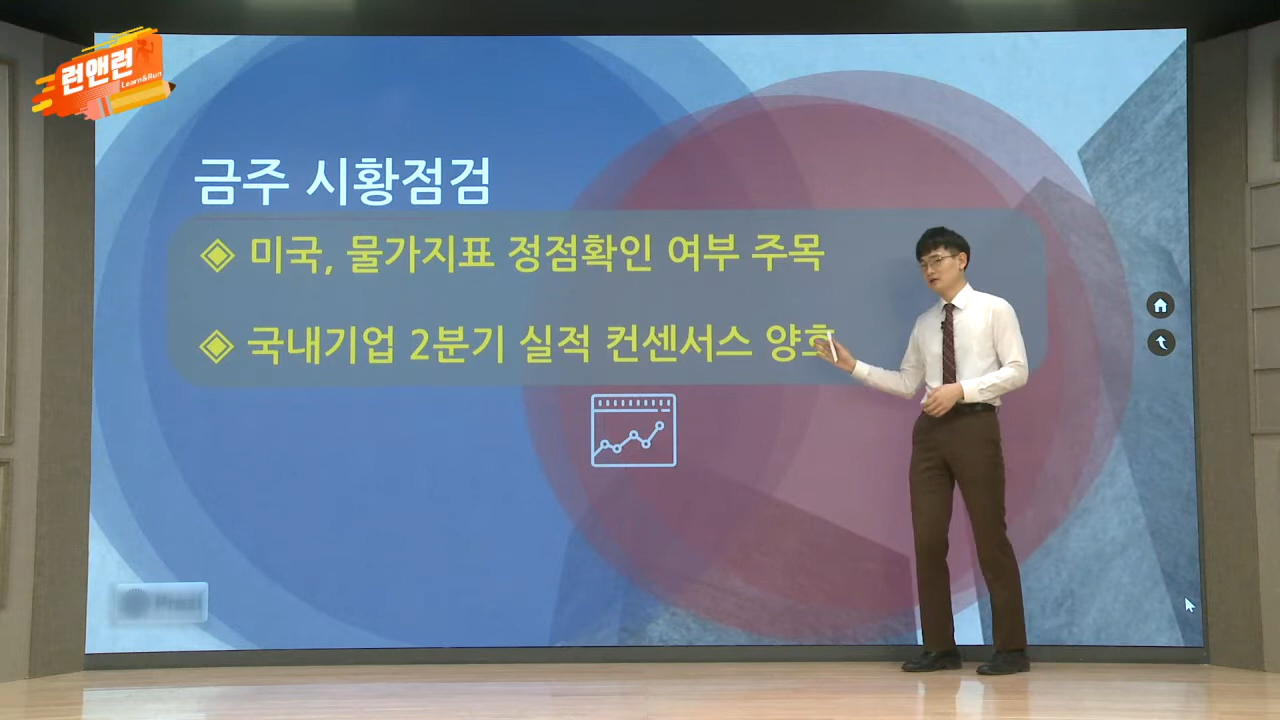 런앤런
Learn&Run
금주 시황점검
◈ 미국, 물가지표 정점확인 여부 주목
◈ 국내기업 2분기 실적 컨센서스 양호